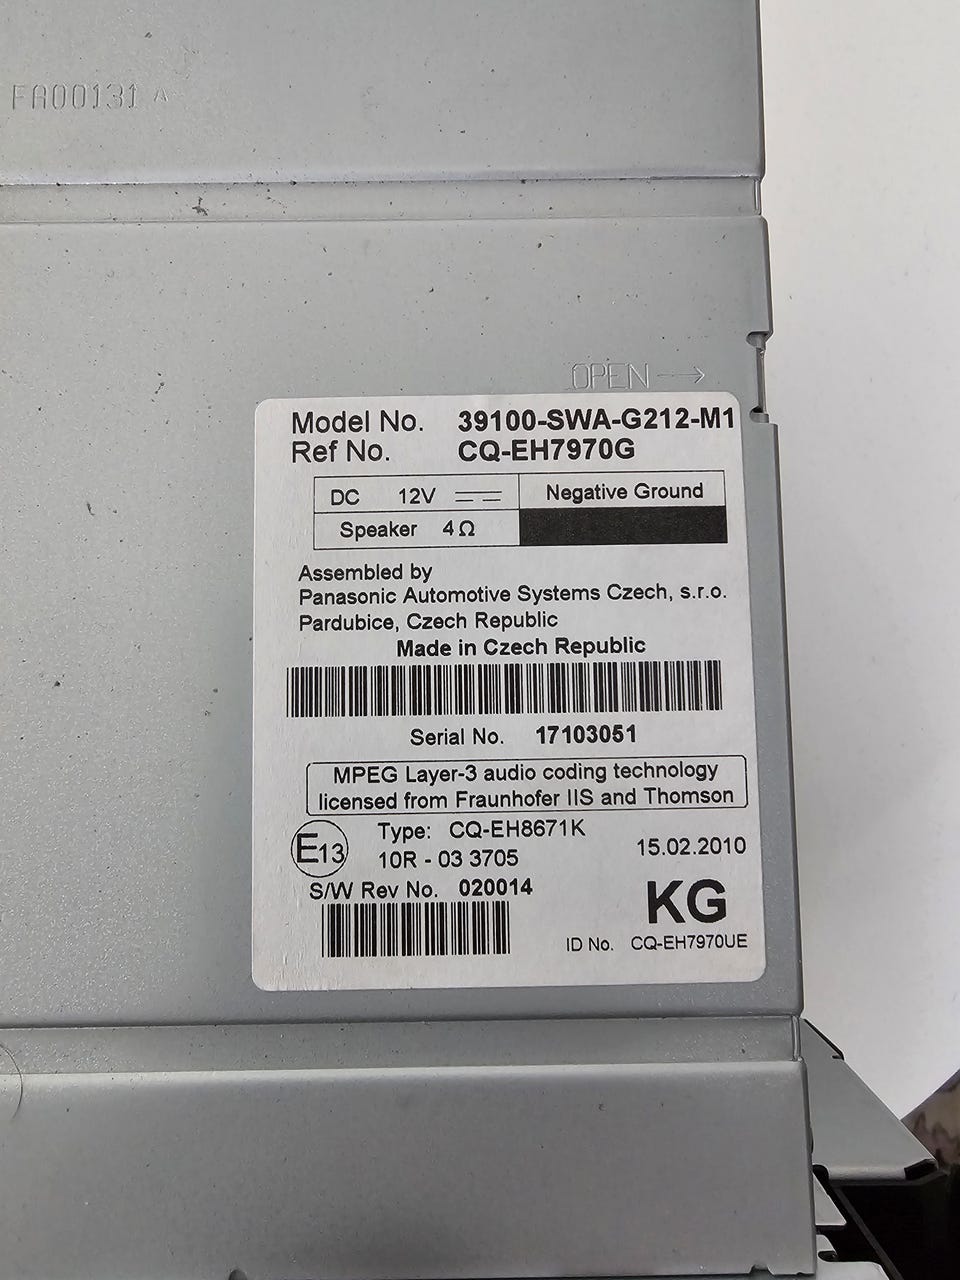 FA00131 A
OPEN →
Model No. 39100-SWA-G212-M1
Ref No. CQ-EH7970G
DC 12V Negative Ground
Speaker 4Ω
Assembled by
Panasonic Automotive Systems Czech, s.r.o.
Pardubice, Czech Republic
Made in Czech Republic
Serial No. 17103051
MPEG Layer-3 audio coding technology
licensed from Fraunhofer IIS and Thomson
E13 Type: CQ-EH8671K
10R - 03 3705 15.02.2010
S/W Rev No. 020014
KG
ID No. CQ-EH7970UE